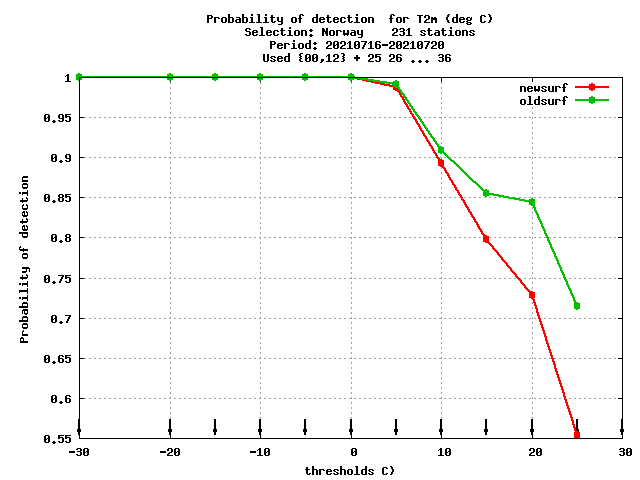 Probability of detection  for T2m (deg C)
Selection: Norway    231 stations
Period: 20210716-20210720
Used {00,12} + 25 26 ... 36
newsurf
oldsurf
1
0.95
0.9
0.85
0.8
0.75
0.7
0.65
0.6
0.55
Probability of detection
-30 -20 -10 0 10 20 30
thresholds C)